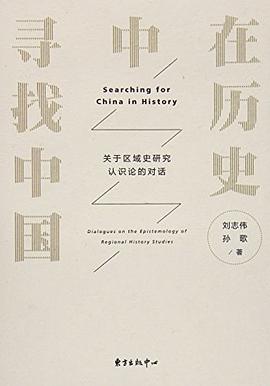 在历史
中
寻找中国
Searching for
China in History
关于区域史研究
认识论的对话
Dialogues on the Epistemology of
Regional History Studies
刘志伟
孙 歌
/ 著
东方出版中心